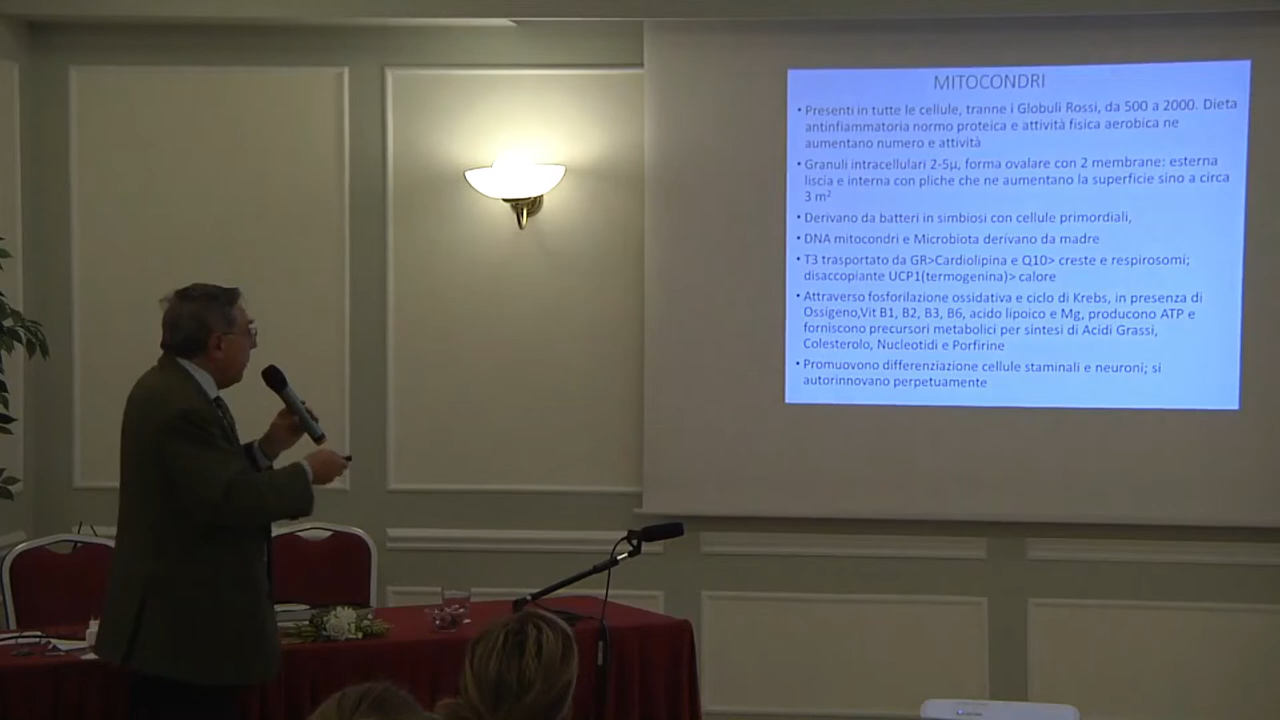 MITOCONDRI
• Presenti in tutte le cellule, tranne i Globuli Rossi, da 500 a 2000. Dieta
antinfiammatoria normo proteica e attività fisica aerobica ne
aumentano numero e attività
• Granuli intracellulari 2-5µ, forma ovalare con 2 membrane: esterna
liscia e interna con pliche che ne aumentano la superficie sino a circa
3 m²
• Derivano da batteri in simbiosi con cellule primordiali,
• DNA mitocondri e Microbiota derivano da madre
• T3 trasportato da GR>Cardiolipina e Q10> creste e respirosomi;
disaccopiante UCP1(termogenina)> calore
• Attraverso fosforilazione ossidativa e ciclo di Krebs, in presenza di
Ossigeno,Vit B1, B2, B3, B6, acido lipoico e Mg, producono ATP e
forniscono precursori metabolici per sintesi di Acidi Grassi,
Colesterolo, Nucleotidi e Porfirine
• Promuovono differenziazione cellule staminali e neuroni; si
autorinnovano perpetuamente